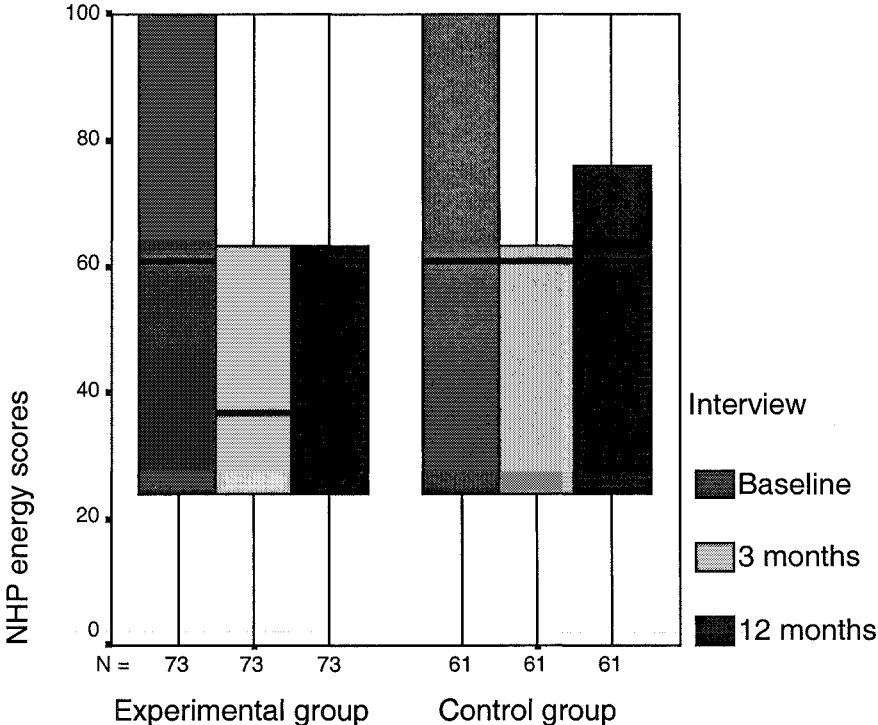 NHP energy scores
100
80
60
40
20
0
N = 73 73 73 61 61 61
Experimental group Control group
Interview
Baseline
3 months
12 months